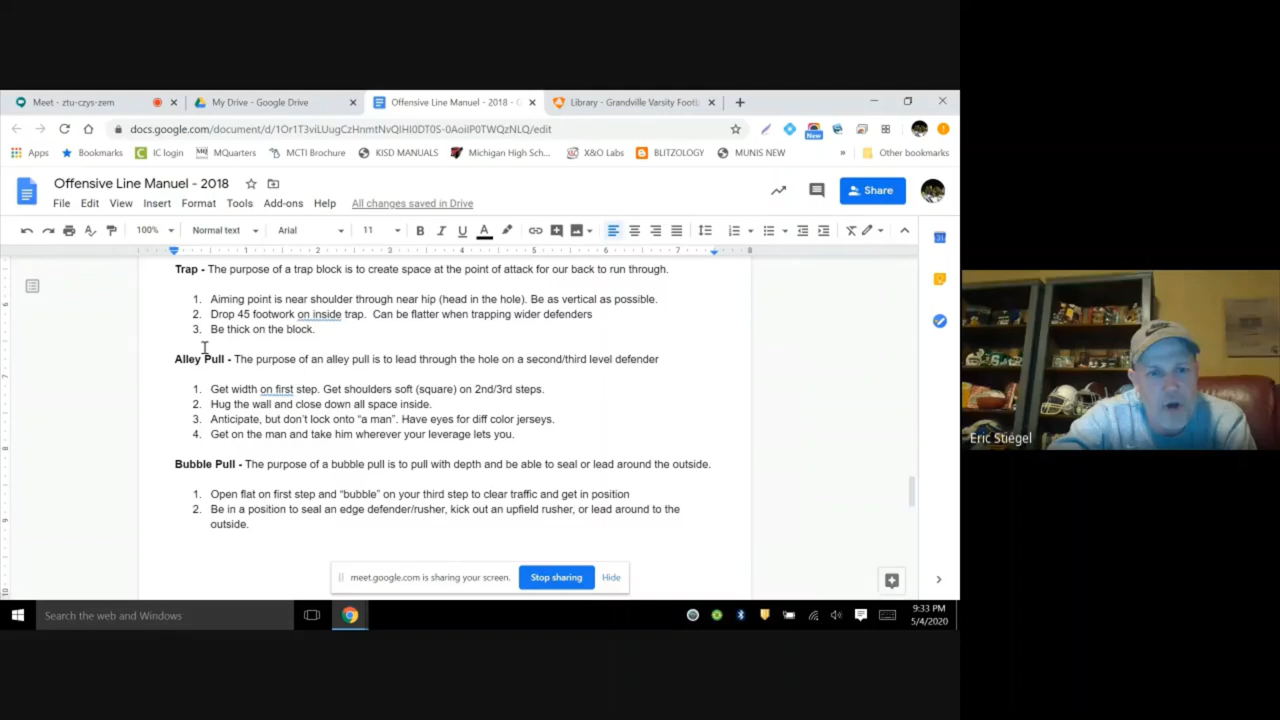 Meet - ztu-czys-zem
My Drive - Google Drive
Offensive Line Manuel - 2018 - G
Library - Grandville Varsity Footb
docs.google.com/document/d/1Or1T3viLUugCzHnmtNvQIHI0DT0S-0AoilP0TWQzNLQ/edit
New
Apps Bookmarks IC login MQuarters MCTI Brochure KISD MANUALS Michigan High Sch... X&O Labs BLITZOLOGY MUNIS NEW » Other bookmarks
Offensive Line Manuel - 2018
Share
File Edit View Insert Format Tools Add-ons Help All changes saved in Drive
100% Normal text Arial 11 B I U A
1 2 3 4 5 6 7 8
Trap - The purpose of a trap block is to create space at the point of attack for our back to run through.
1. Aiming point is near shoulder through near hip (head in the hole). Be as vertical as possible.
2. Drop 45 footwork on inside trap. Can be flatter when trapping wider defenders
3. Be thick on the block.
Alley Pull - The purpose of an alley pull is to lead through the hole on a second/third level defender
1. Get width on first step. Get shoulders soft (square) on 2nd/3rd steps.
2. Hug the wall and close down all space inside.
3. Anticipate, but don't lock onto “a man”. Have eyes for diff color jerseys.
4. Get on the man and take him wherever your leverage lets you.
Bubble Pull - The purpose of a bubble pull is to pull with depth and be able to seal or lead around the outside.
1. Open flat on first step and “bubble” on your third step to clear traffic and get in position
2. Be in a position to seal an edge defender/rusher, kick out an upfield rusher, or lead around to the
outside.
meet.google.com is sharing your screen. Stop sharing Hide
Search the web and Windows
9:33 PM
5/4/2020
Eric Stiegel